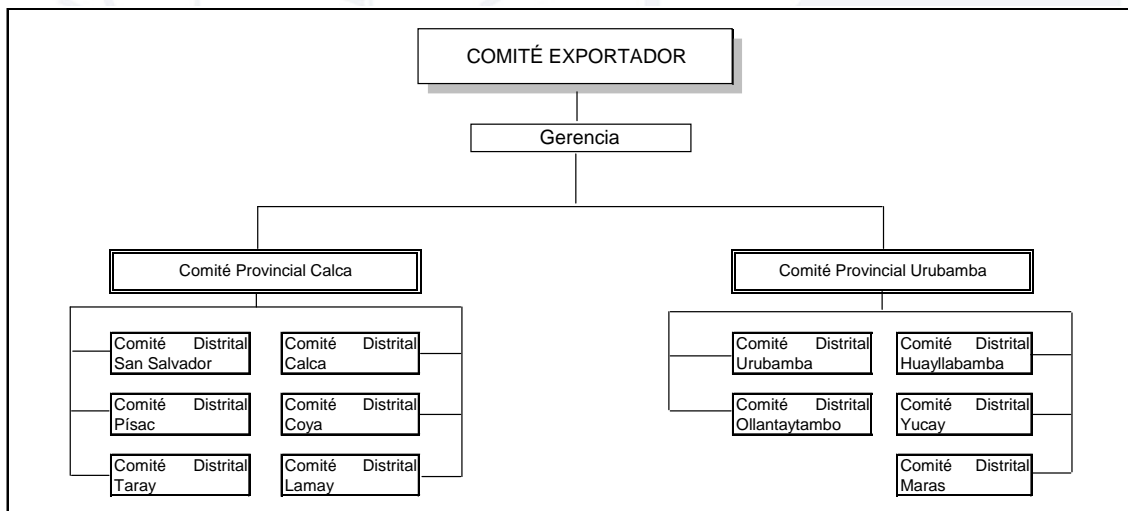 COMITÉ EXPORTADOR
Gerencia
Comité Provincial Calca
Comité Provincial Urubamba
Comité Distrital
San Salvador
Comité Distrital
Calca
Comité Distrital
Písac
Comité Distrital
Coya
Comité Distrital
Taray
Comité Distrital
Lamay
Comité Distrital
Urubamba
Comité Distrital
Huayllabamba
Comité Distrital
Ollantaytambo
Comité Distrital
Yucay
Comité Distrital
Maras